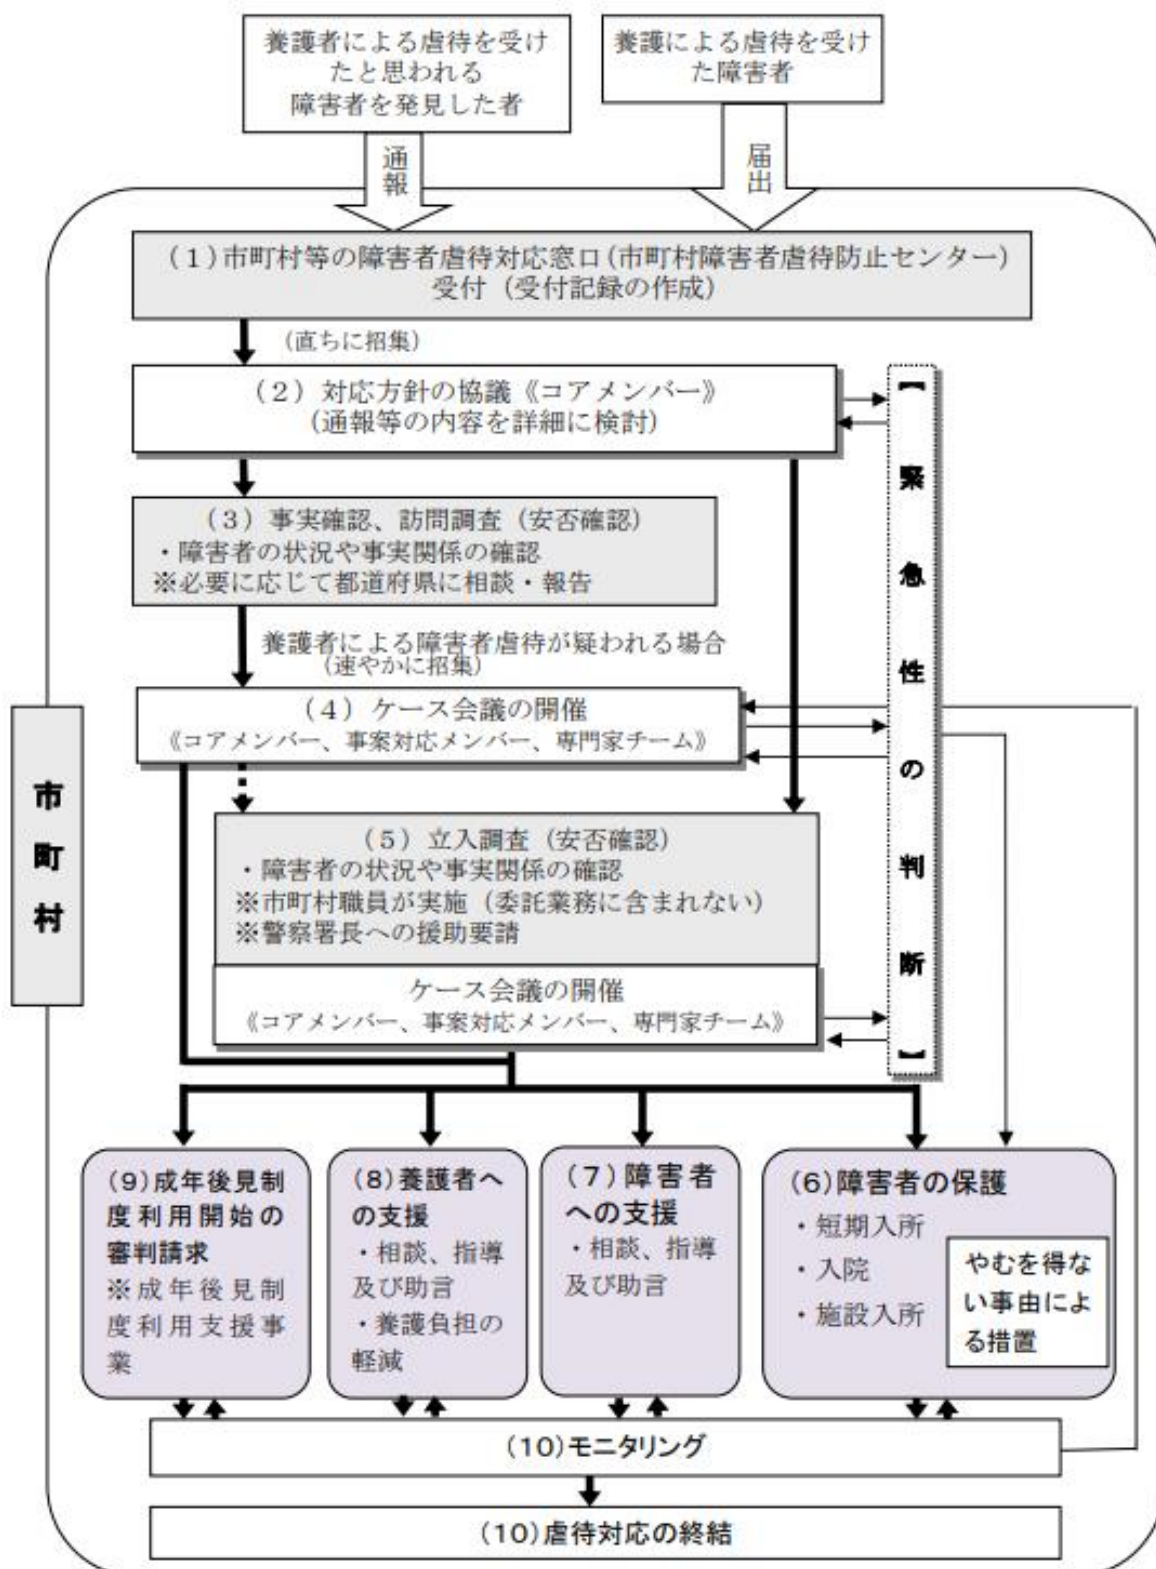 養護者による虐待を受け
たと思われる
障害者を発見した者
養護による虐待を受け
た障害者
通報
届出
(１)市町村等の障害者虐待対応窓口(市町村障害者虐待防止センター)
受付（受付記録の作成）
(直ちに招集)
（２）対応方針の協議《コアメンバー》
(通報等の内容を詳細に検討)
（３）事実確認、訪問調査（安否確認）
・障害者の状況や事実関係の確認
※必要に応じて都道府県に相談・報告
養護者による障害者虐待が疑われる場合
(速やかに招集)
（４）ケース会議の開催
《コアメンバー、事案対応メンバー、専門家チーム》
（５）立入調査（安否確認）
・障害者の状況や事実関係の確認
※市町村職員が実施（委託業務に含まれない）
※警察署長への援助要請
ケース会議の開催
《コアメンバー、事案対応メンバー、専門家チーム》
【緊急性の判断】
市町村
(９)成年後見制
度利用開始の
審判請求
※成年後見制
度利用支援事
業
(８)養護者へ
の支援
・相談、指導
及び助言
・養護負担の
軽減
(７)障害者
への支援
・相談、指導
及び助言
(６)障害者の保護
・短期入所
・入院
・施設入所
やむを得な
い事由によ
る措置
(１０)モニタリング
(１０)虐待対応の終結